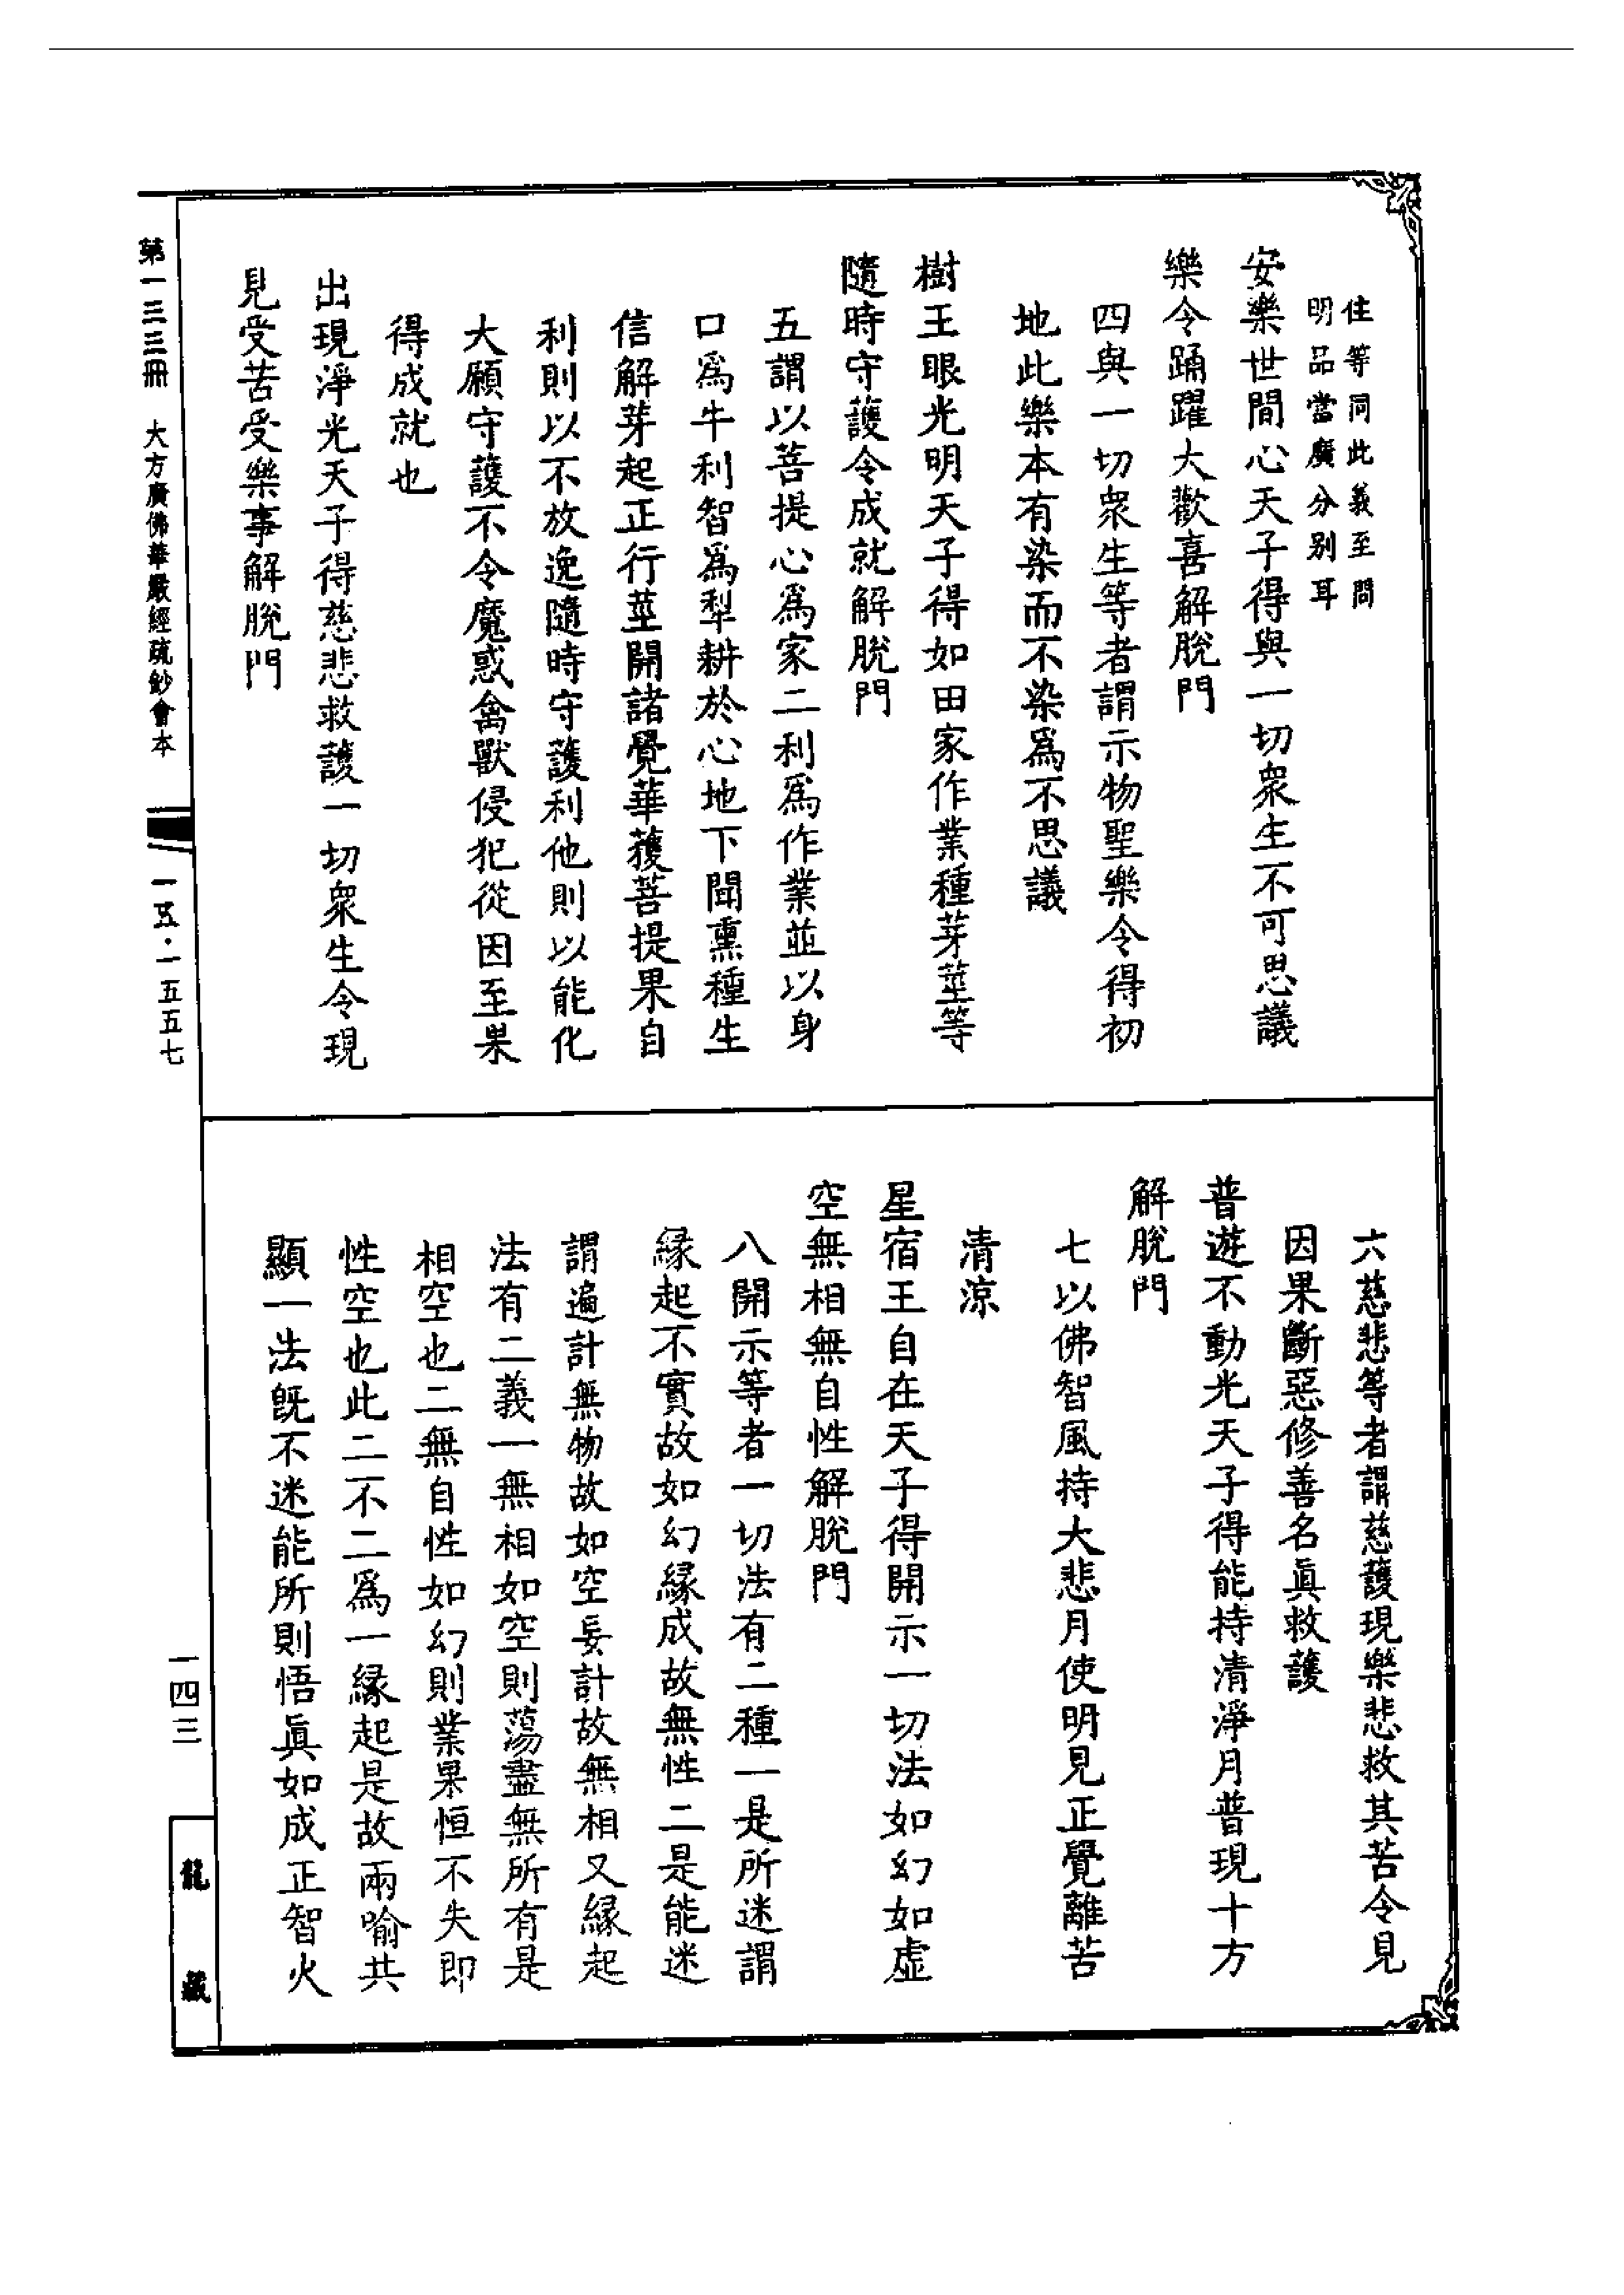 住等同此義至問
明品當廣分別耳
安樂世間心天子得與一切衆生不可思議
樂令踊躍大歡喜解脫門
四與一切衆生等者謂示物聖樂令得初
地此樂本有染而不染爲不思議
樹王眼光明天子得如田家作業種芽莖等
隨時守護令成就解脫門
五謂以菩提心爲家二利爲作業並以身
口爲牛利智爲犁耕於心地下聞熏種生
信解芽起正行莖開諸覺華穫菩提果自
利則以不放逸隨時守護利他則以能化
大願守護不令魔惑禽獸侵犯從因至果
得成就也
出現淨光天子得慈悲救護一切衆生令現
見受苦受樂事解脫門
六慈悲等者謂慈護現樂悲救其苦令見
因果斷惡修善名眞救護
普遊不動光天子得能持清淨月普現十方
解脫門
七以佛智風持大悲月使明見正覺離苦
清涼
星宿王自在天子得開示一切法如幻如虛
空無相無自性解脫門
八開示等者一切法有二種一是所迷謂
緣起不實故如幻緣成故無性二是能迷
謂遍計無物故如空妄計故無相又緣起
法有二義一無相如空則蕩盡無所有是
相空也二無自性如幻則業果恒不失即
性空也此二不二爲一緣起是故兩喻共
顯一法旣不迷能所則悟眞如成正智火
第一三三冊 大方廣佛華嚴經疏鈔會本
一五·一五五七
一四三
龍藏